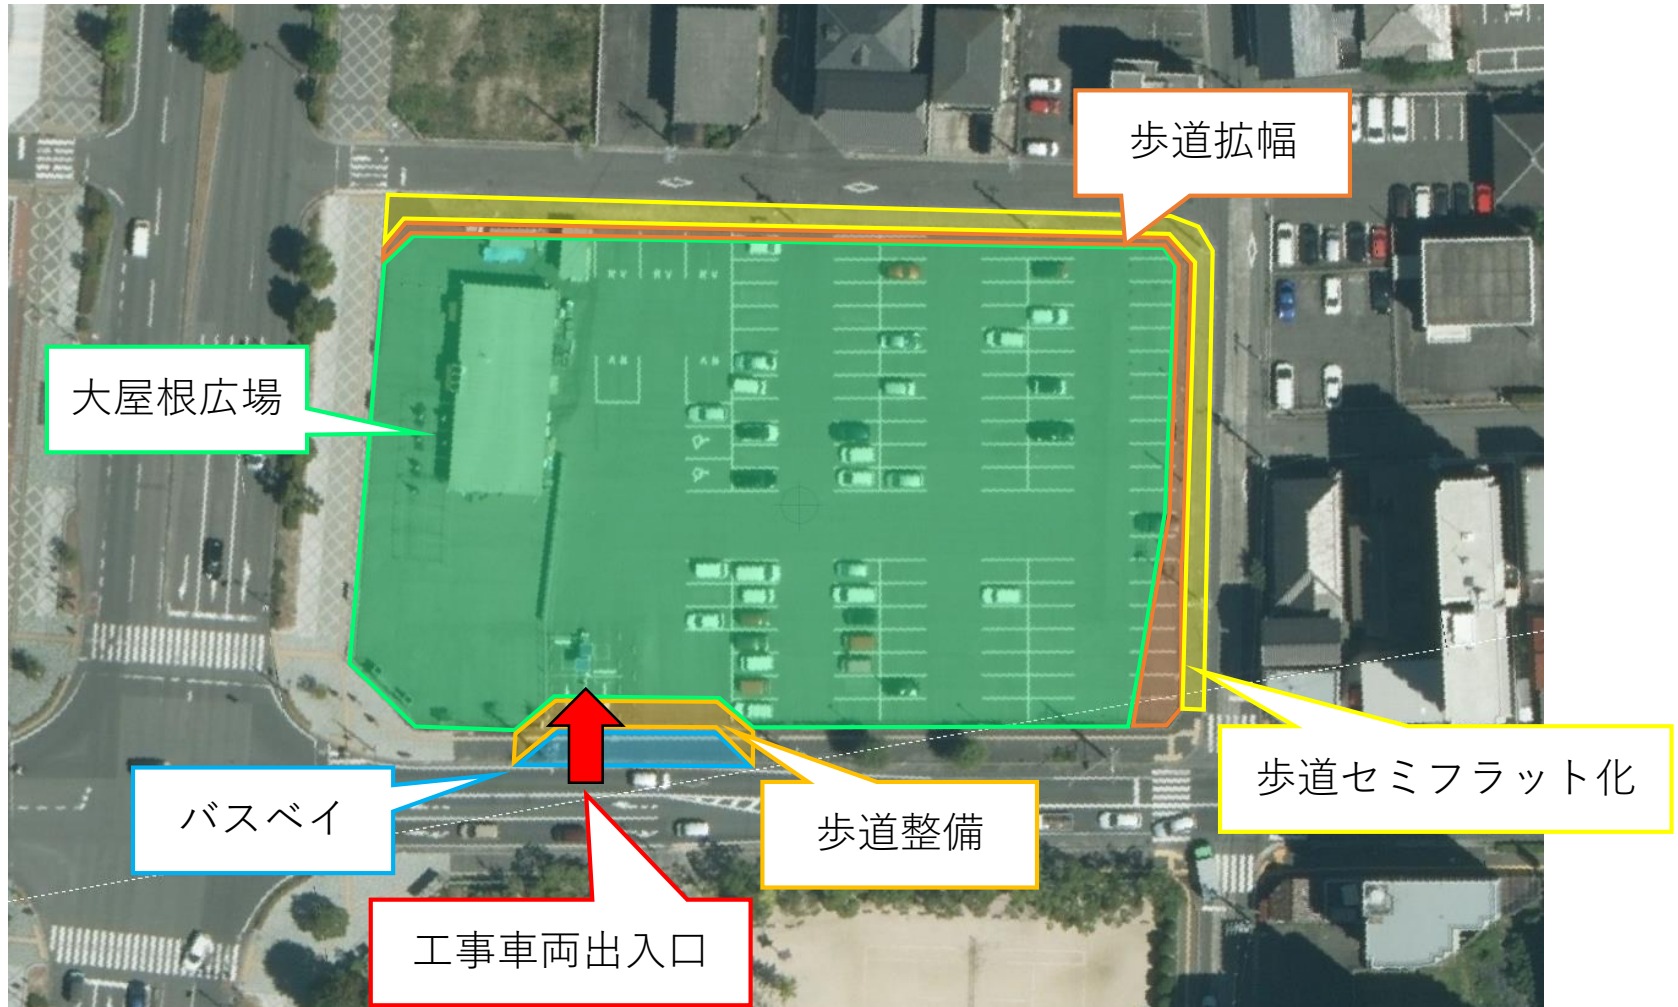 歩道拡幅
大屋根広場
歩道セミフラット化
バスベイ
歩道整備
工事車両出入口